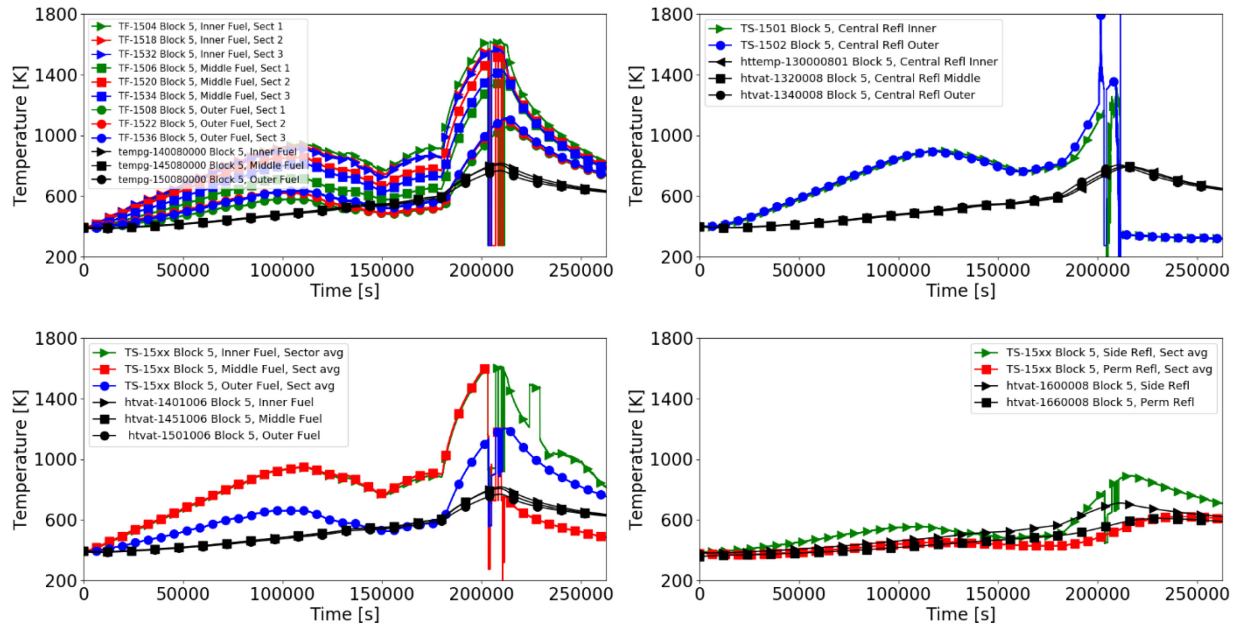 1800
1400
1000
600
200
Temperature [K]
TF-1504 Block 5, Inner Fuel, Sect 1
TF-1518 Block 5, Inner Fuel, Sect 2
TF-1532 Block 5, Inner Fuel, Sect 3
TF-1506 Block 5, Middle Fuel, Sect 1
TF-1520 Block 5, Middle Fuel, Sect 2
TF-1534 Block 5, Middle Fuel, Sect 3
TF-1508 Block 5, Outer Fuel, Sect 1
TF-1522 Block 5, Outer Fuel, Sect 2
TF-1536 Block 5, Outer Fuel, Sect 3
tempg-140080000 Block 5, Inner Fuel
tempg-145080000 Block 5, Middle Fuel
tempg-150080000 Block 5, Outer Fuel
0 50000 100000 150000 200000 250000
Time [s]
1800
1400
1000
600
200
Temperature [K]
TS-1501 Block 5, Central Refl Inner
TS-1502 Block 5, Central Refl Outer
httemp-130000801 Block 5, Central Refl Inner
htvat-1320008 Block 5, Central Refl Middle
htvat-1340008 Block 5, Central Refl Outer
0 50000 100000 150000 200000 250000
Time [s]
1800
1400
1000
600
200
Temperature [K]
TS-15xx Block 5, Inner Fuel, Sector avg
TS-15xx Block 5, Middle Fuel, Sect avg
TS-15xx Block 5, Outer Fuel, Sect avg
htvat-1401006 Block 5, Inner Fuel
htvat-1451006 Block 5, Middle Fuel
htvat-1501006 Block 5, Outer Fuel
0 50000 100000 150000 200000 250000
Time [s]
1800
1400
1000
600
200
Temperature [K]
TS-15xx Block 5, Side Refl, Sect avg
TS-15xx Block 5, Perm Refl, Sect avg
htvat-1600008 Block 5, Side Refl
htvat-1660008 Block 5, Perm Refl
0 50000 100000 150000 200000 250000
Time [s]